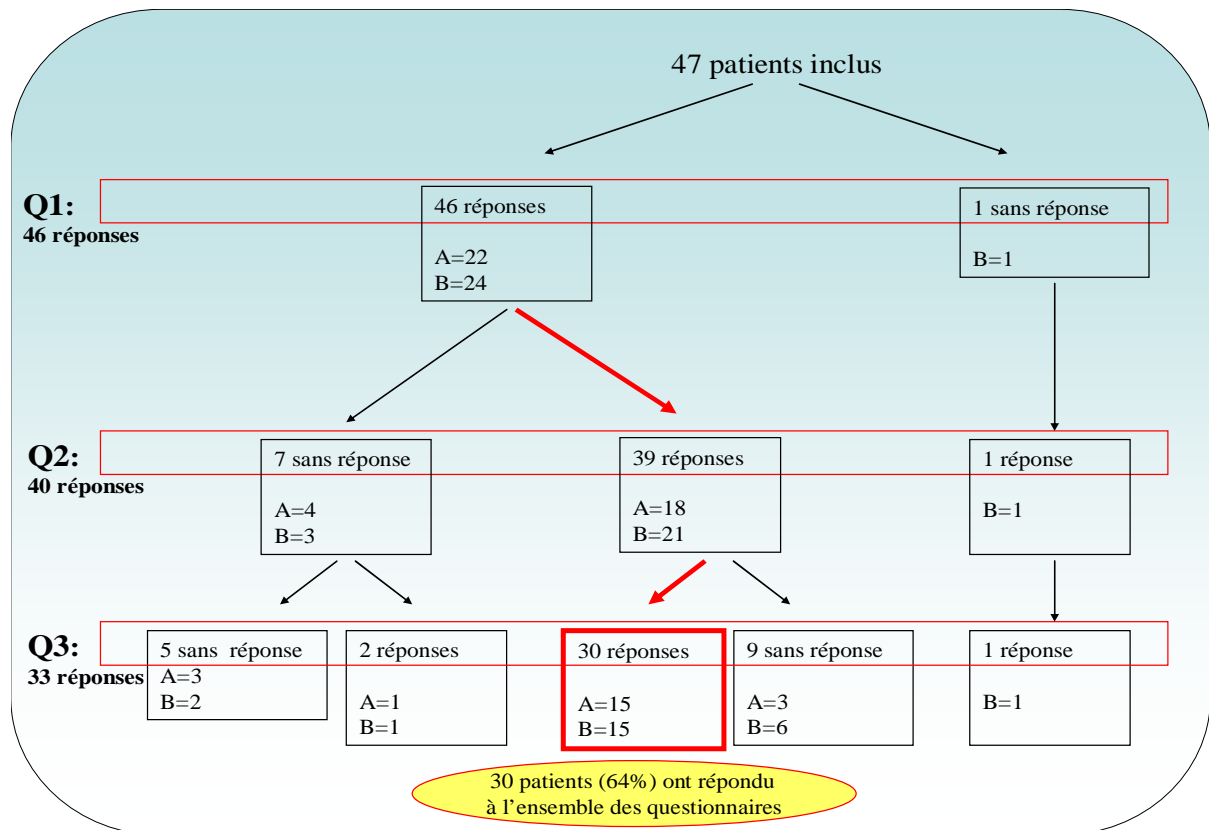 47 patients inclus
Q1:
46 réponses
46 réponses
A=22
B=24
1 sans réponse
B=1
Q2:
40 réponses
7 sans réponse
A=4
B=3
39 réponses
A=18
B=21
1 réponse
B=1
Q3:
33 réponses
5 sans réponse
A=3
B=2
2 réponses
A=1
B=1
30 réponses
A=15
B=15
9 sans réponse
A=3
B=6
1 réponse
B=1
30 patients (64%) ont répondu
à l’ensemble des questionnaires